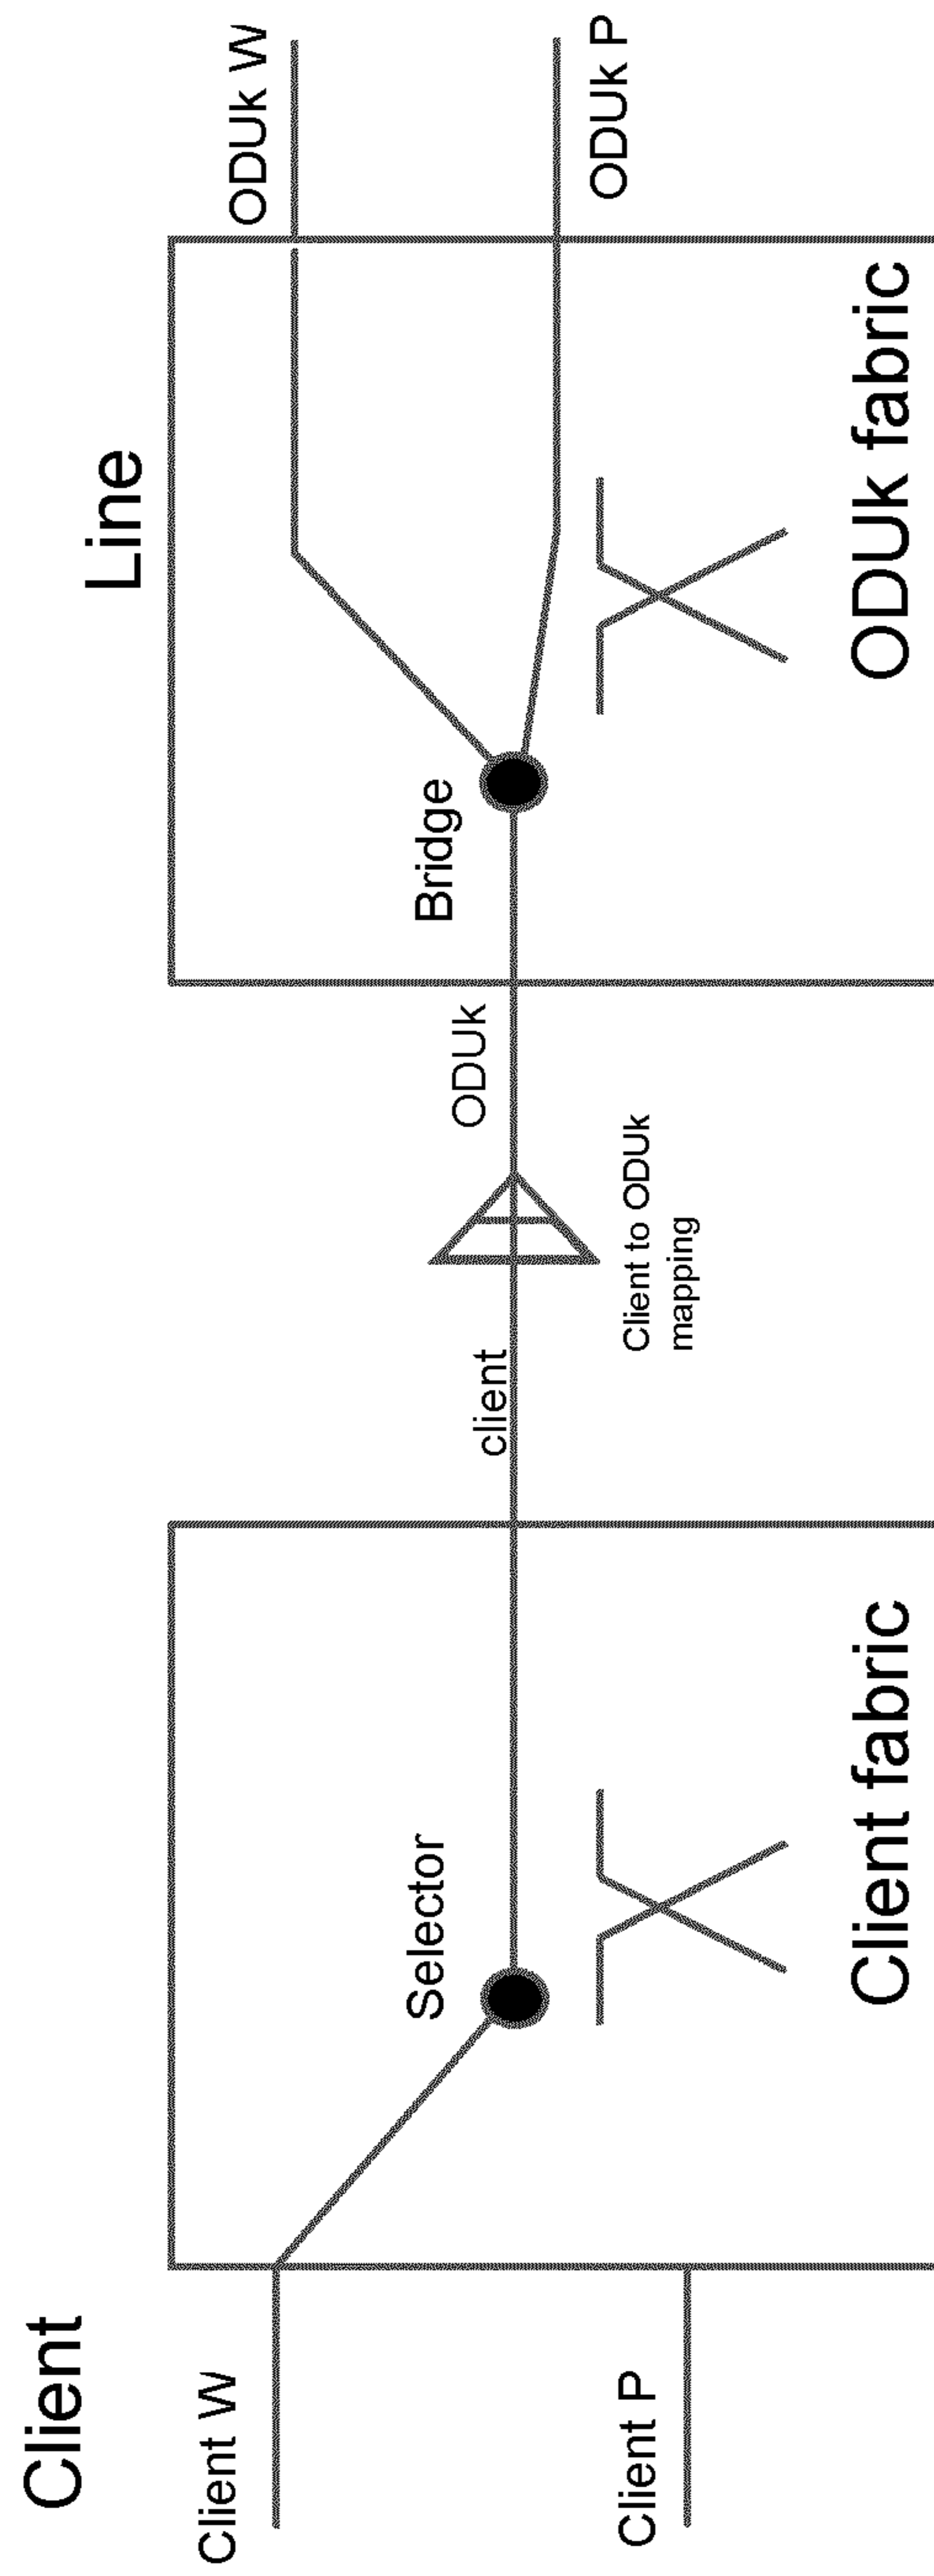 Client
Line
Client W
Selector
Bridge
ODUk W
client
ODUk
Client P
Client to ODUk
mapping
ODUk P
Client fabric
ODUk fabric